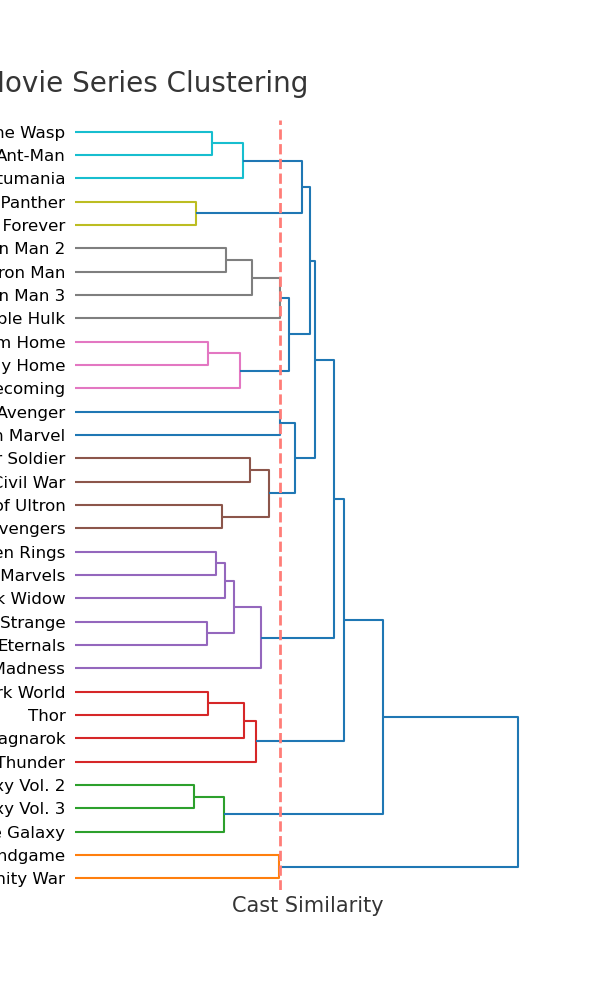 ovie Series Clustering
he Wasp
Ant-Man
tumania
Panther
Forever
n Man 2
ron Man
n Man 3
ble Hulk
m Home
y Home
ecoming
Avenger
n Marvel
r Soldier
Civil War
of Ultron
vengers
en Rings
Marvels
k Widow
Strange
Eternals
Madness
rk World
Thor
agnarok
Thunder
xy Vol. 2
xy Vol. 3
e Galaxy
ndgame
nity War
Cast Similarity